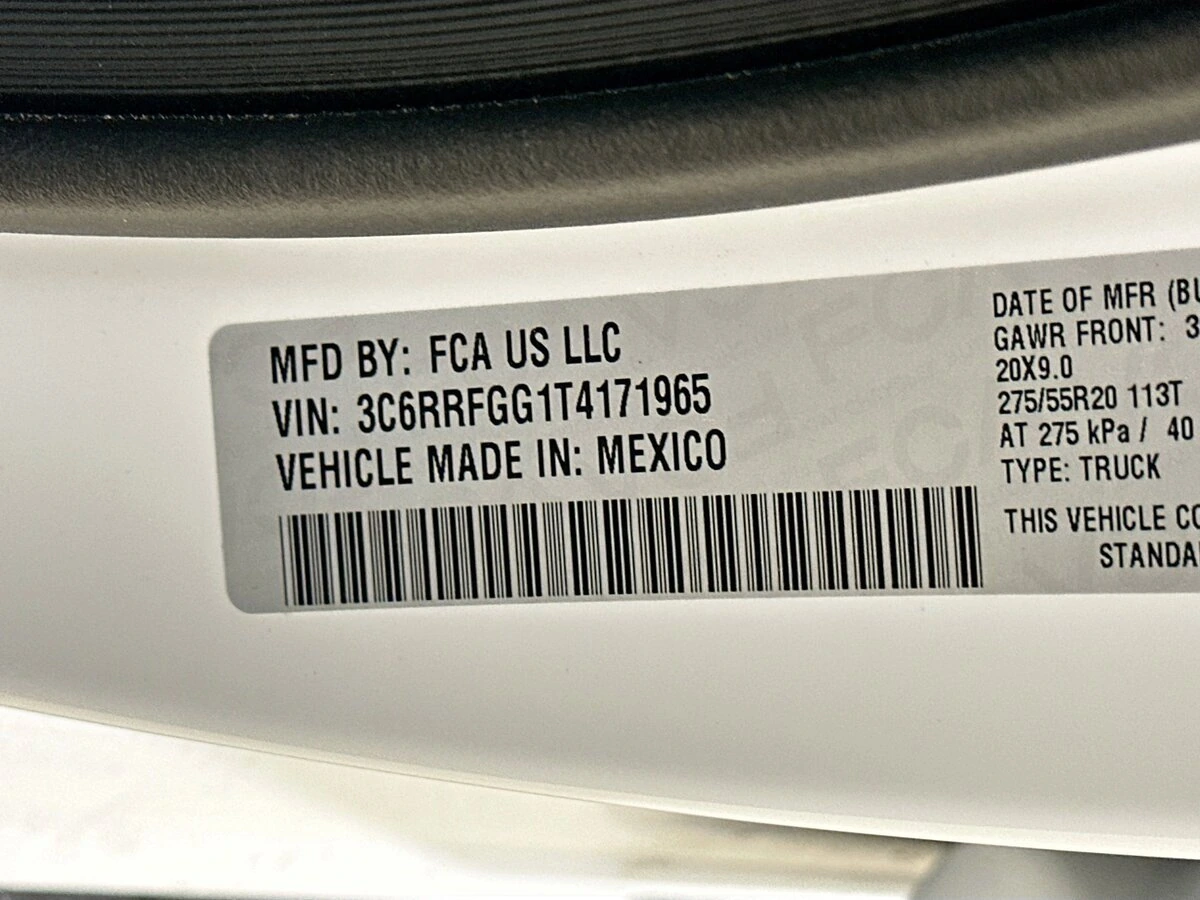 MFD BY: FCA US LLC
VIN: 3C6RRFGG1T4171965
VEHICLE MADE IN: MEXICO
DATE OF MFR (BU
GAWR FRONT: 3
20X9.0
275/55R20 113T
AT 275 kPa / 40
TYPE: TRUCK
THIS VEHICLE CO
STANDA